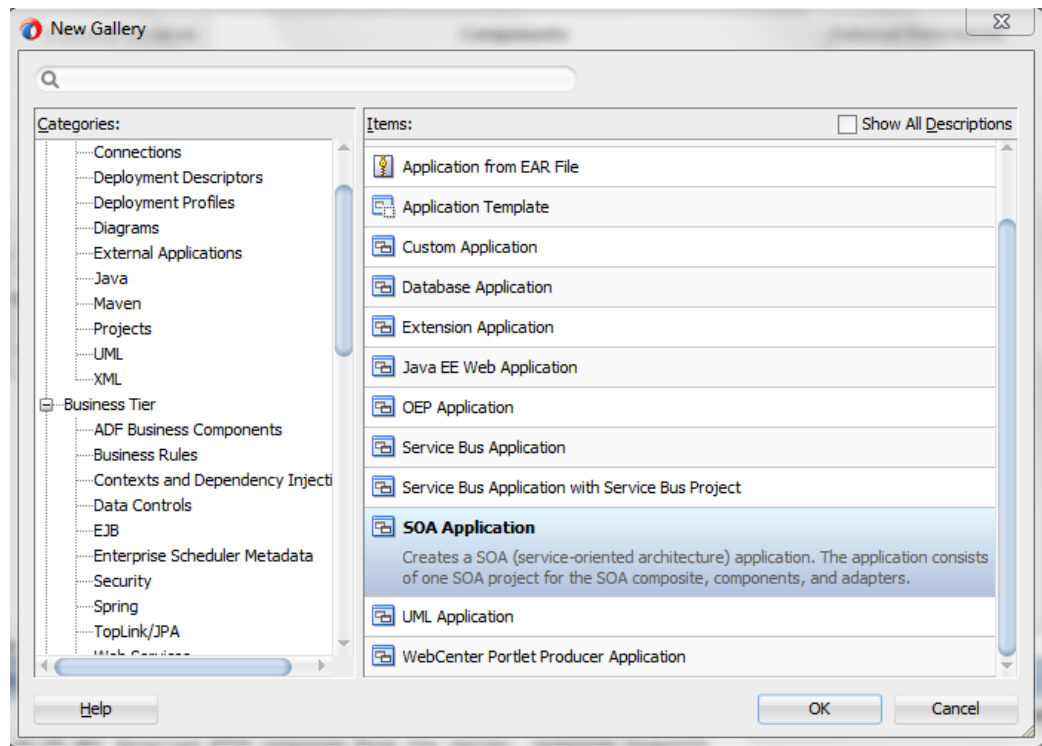 New Gallery
Categories:
Connections
Deployment Descriptors
Deployment Profiles
Diagrams
External Applications
Java
Maven
Projects
UML
XML
Business Tier
ADF Business Components
Business Rules
Contexts and Dependency Injecti
Data Controls
EJB
Enterprise Scheduler Metadata
Security
Spring
TopLink/JPA
Items:
Show All Descriptions
Application from EAR File
Application Template
Custom Application
Database Application
Extension Application
Java EE Web Application
OEP Application
Service Bus Application
Service Bus Application with Service Bus Project
SOA Application
Creates a SOA (service-oriented architecture) application. The application consists
of one SOA project for the SOA composite, components, and adapters.
UML Application
WebCenter Portlet Producer Application
Help
OK
Cancel